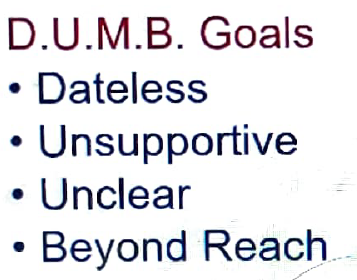 D.U.M.B. Goals
• Dateless
• Unsupportive
• Unclear
• Beyond Reach